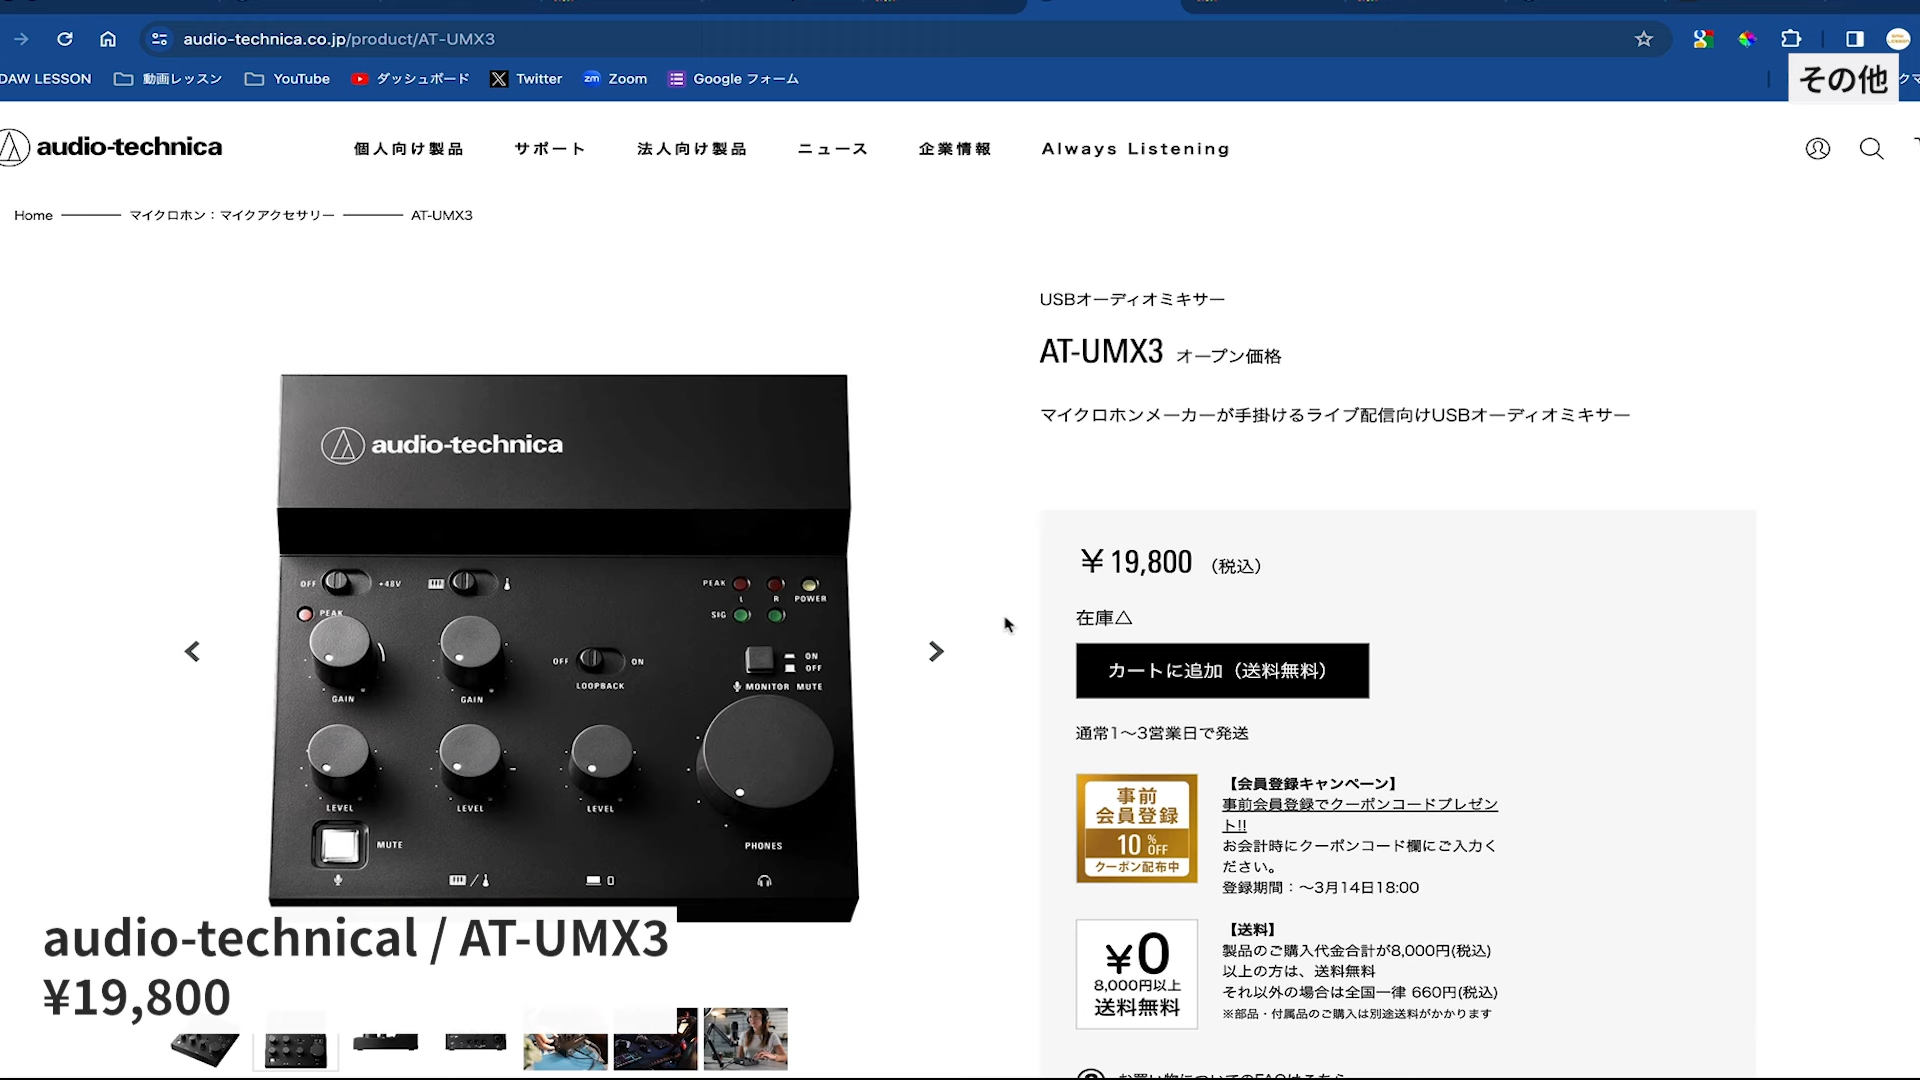 audio-technica.co.jp/product/AT-UMX3
DAW LESSON
動画レッスン
YouTube
ダッシュボード
Twitter
Zoom
Google フォーム
その他
audio-technica
個人向け製品
サポート
法人向け製品
ニュース
企業情報
Always Listening
Home
マイクロホン：マイクアクセサリー
AT-UMX3
USBオーディオミキサー
AT-UMX3 オープン価格
マイクロホンメーカーが手掛けるライブ配信向けUSBオーディオミキサー
audio-technica
OFF +48V
PEAK
PEAK
L R POWER
SIG
GAIN
GAIN
OFF ON
LOOPBACK
ON
OFF
MONITOR MUTE
LEVEL
LEVEL
LEVEL
MUTE
PHONES
￥19,800 （税込）
在庫△
カートに追加（送料無料）
通常1～3営業日で発送
事前
会員登録
10%OFF
クーポン配布中
【会員登録キャンペーン】
事前会員登録でクーポンコードプレゼン
ト!!
お会計時にクーポンコード欄にご入力く
ださい。
登録期間：～3月14日18:00
¥0
8,000円以上
送料無料
【送料】
製品のご購入代金合計が8,000円(税込)
以上の方は、送料無料
それ以外の場合は全国一律 660円(税込)
※部品・付属品のご購入は別途送料がかかります
audio-technical / AT-UMX3
¥19,800